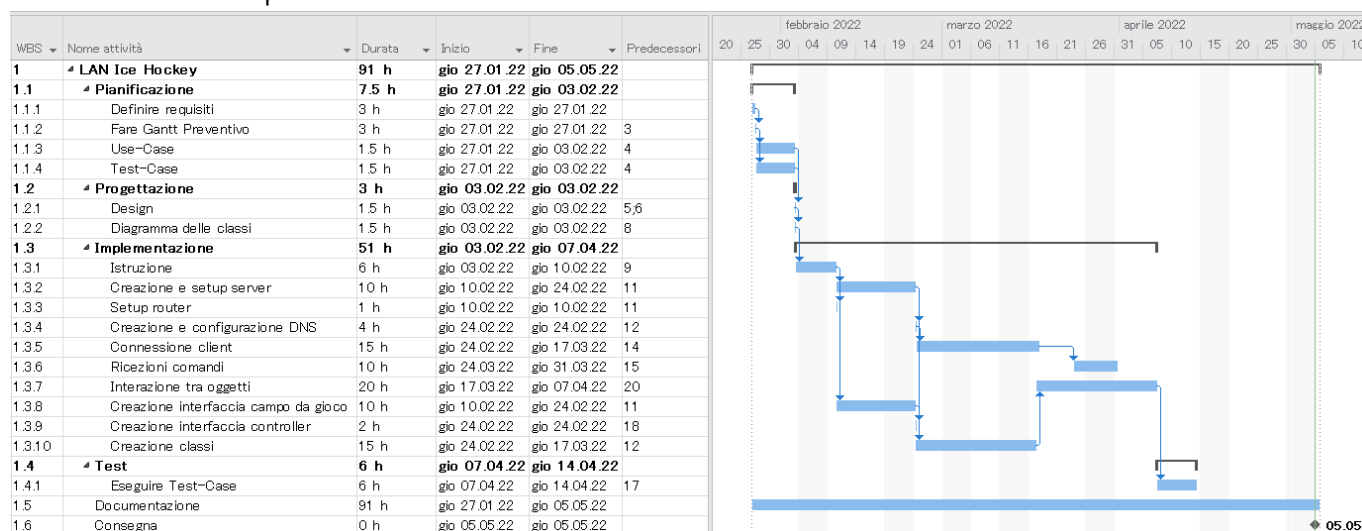 febbraio 2022 marzo 2022 aprile 2022 maggio 2022
WBS Nome attività Durata Inizio Fine Predecessori 20 25 30 04 09 14 19 24 01 06 11 16 21 26 31 05 10 15 20 25 30 05 10
1 LAN Ice Hockey 91 h gio 27.01.22 gio 05.05.22
1.1 Pianificazione 7.5 h gio 27.01.22 gio 03.02.22
1.1.1 Definire requisiti 3 h gio 27.01.22 gio 27.01.22
1.1.2 Fare Gantt Preventivo 3 h gio 27.01.22 gio 27.01.22 3
1.1.3 Use-Case 1.5 h gio 27.01.22 gio 03.02.22 4
1.1.4 Test-Case 1.5 h gio 27.01.22 gio 03.02.22 4
1.2 Progettazione 3 h gio 03.02.22 gio 03.02.22
1.2.1 Design 1.5 h gio 03.02.22 gio 03.02.22 5;6
1.2.2 Diagramma delle classi 1.5 h gio 03.02.22 gio 03.02.22 8
1.3 Implementazione 51 h gio 03.02.22 gio 07.04.22
1.3.1 Istruzione 6 h gio 03.02.22 gio 10.02.22 9
1.3.2 Creazione e setup server 10 h gio 10.02.22 gio 24.02.22 11
1.3.3 Setup router 1 h gio 10.02.22 gio 10.02.22 11
1.3.4 Creazione e configurazione DNS 4 h gio 24.02.22 gio 24.02.22 12
1.3.5 Connessione client 15 h gio 24.02.22 gio 17.03.22 14
1.3.6 Ricezioni comandi 10 h gio 24.03.22 gio 31.03.22 15
1.3.7 Interazione tra oggetti 20 h gio 17.03.22 gio 07.04.22 20
1.3.8 Creazione interfaccia campo da gioco 10 h gio 10.02.22 gio 24.02.22 11
1.3.9 Creazione interfaccia controller 2 h gio 24.02.22 gio 24.02.22 18
1.3.10 Creazione classi 15 h gio 24.02.22 gio 17.03.22 12
1.4 Test 6 h gio 07.04.22 gio 14.04.22
1.4.1 Eseguire Test-Case 6 h gio 07.04.22 gio 14.04.22 17
1.5 Documentazione 91 h gio 27.01.22 gio 05.05.22
1.6 Consegna 0 h gio 05.05.22 gio 05.05.22 05.05